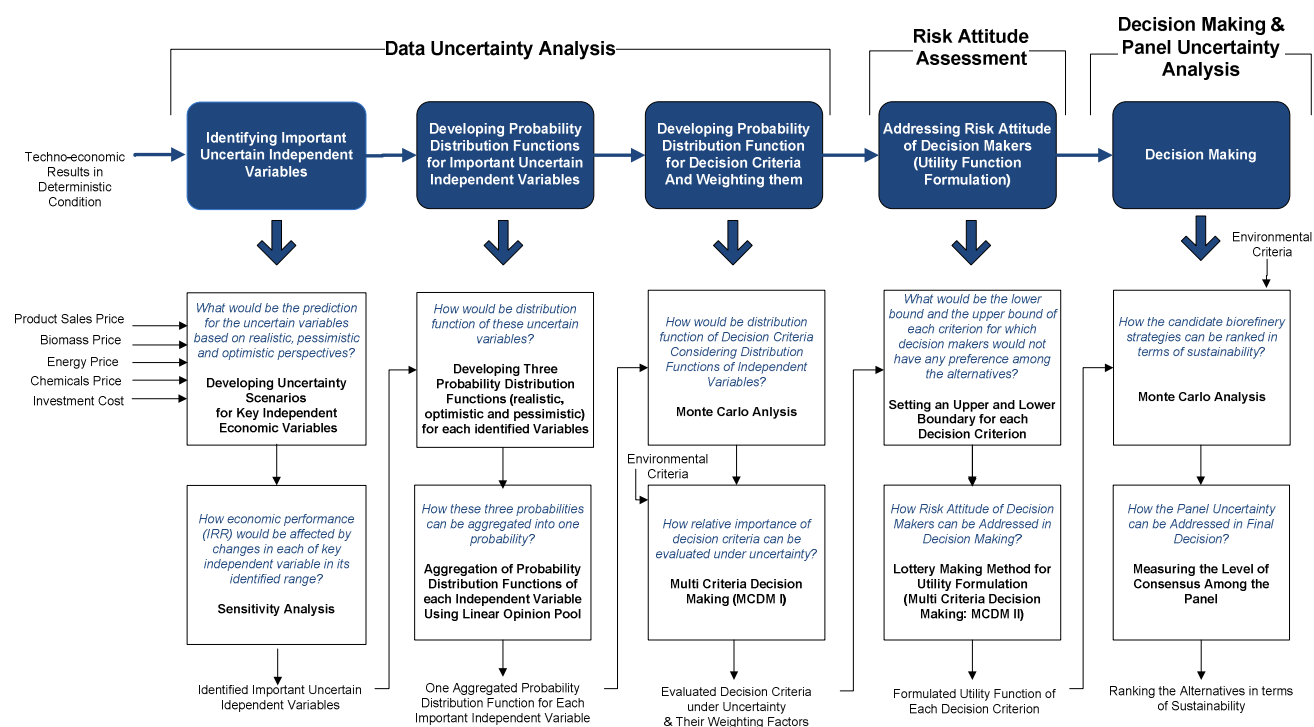 Data Uncertainty Analysis
Risk Attitude
Assessment
Decision Making &
Panel Uncertainty
Analysis
Techno-economic
Results in
Deterministic
Condition
Identifying Important
Uncertain Independent
Variables
Developing Probability
Distribution Functions
for Important Uncertain
Independent Variables
Developing Probability
Distribution Function
for Decision Criteria
And Weighting them
Addressing Risk Attitude
of Decision Makers
(Utility Function
Formulation)
Decision Making
Product Sales Price
Biomass Price
Energy Price
Chemicals Price
Investment Cost
What would be the prediction
for the uncertain variables
based on realistic, pessimistic
and optimistic perspectives?
Developing Uncertainty
Scenarios
for Key Independent
Economic Variables
How economic performance
(IRR) would be affected by
changes in each of key
independent variable in its
identified range?
Sensitivity Analysis
Identified Important Uncertain
Idependent Variables
How would be distribution
function of these uncertain
variables?
Developing Three
Probability Distribution
Functions (realistic,
optimistic and pessimistic)
for each identified Variables
How these three probabilities
can be aggregated into one
probability?
Aggregation of Probability
Distribution Functions of
each Independent Variable
Using Linear Opinion Pool
One Aggregated Probability
Distribution Function for Each
Important Independent Variable
How would be distribution
function of Decision Criteria
Considering Distribution
Functions of Independent
Variables?
Monte Carlo Anlysis
Environmental
Criteria
How relative importance of
decision criteria can be
evaluated under uncertainty?
Multi Criteria Decision
Making (MCDM I)
Evaluated Decision Criteria
under Uncertainty
& Their Weighting Factors
What would be the lower
bound and the upper bound of
each criterion for which
decision makers would not
have any preference among
the alternatives?
Setting an Upper and Lower
Boundary for each
Decision Criterion
How Risk Attitude of Decision
Makers can be Addressed in
Decision Making?
Lottery Making Method for
Utility Formulation
(Multi Criteria Decision
Making: MCDM II)
Formulated Utility Function of
Each Decision Criterion
Environmental
Criteria
How the candidate biorefinery
strategies can be ranked in
terms of sustainability?
Monte Carlo Analysis
How the Panel Uncertainty
can be Addressed in Final
Decision?
Measuring the Level of
Consensus Among the
Panel
Ranking the Alternatives in terms
of Sustainability